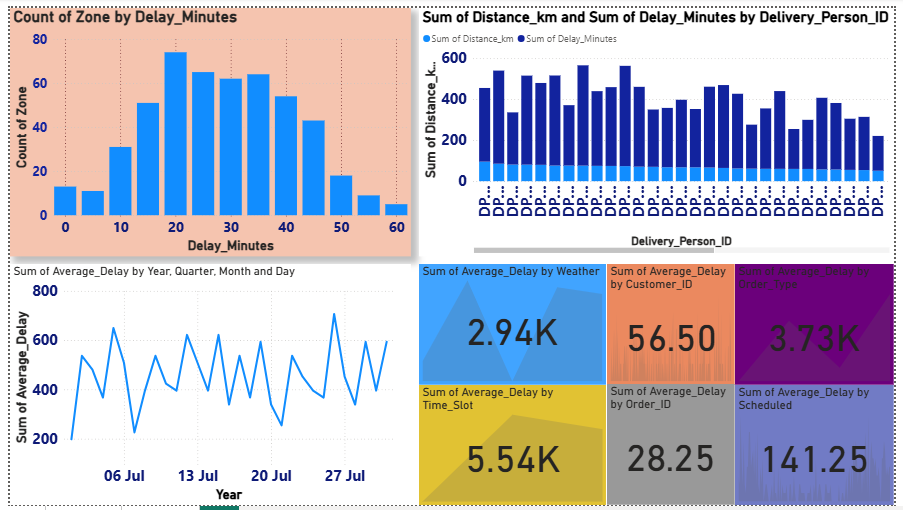 Count of Zone by Delay_Minutes
Count of Zone
80
60
40
20
0
0 10 20 30 40 50 60
Delay_Minutes
Sum of Distance_km and Sum of Delay_Minutes by Delivery_Person_ID
Sum of Distance_km Sum of Delay_Minutes
Sum of Distance_k...
600
400
200
0
DP... DP... DP... DP... DP... DP... DP... DP... DP... DP... DP... DP... DP... DP... DP... DP... DP... DP... DP... DP... DP... DP... DP... DP... DP... DP... DP... DP... DP...
Delivery_Person_ID
Sum of Average_Delay by Year, Quarter, Month and Day
Sum of Average_Delay
800
600
400
200
06 Jul 13 Jul 20 Jul 27 Jul
Year
Sum of Average_Delay by Weather
2.94K
Sum of Average_Delay
by Customer_ID
56.50
Sum of Average_Delay by
Order_Type
3.73K
Sum of Average_Delay by
Time_Slot
5.54K
Sum of Average_Delay
by Order_ID
28.25
Sum of Average_Delay by
Scheduled
141.25